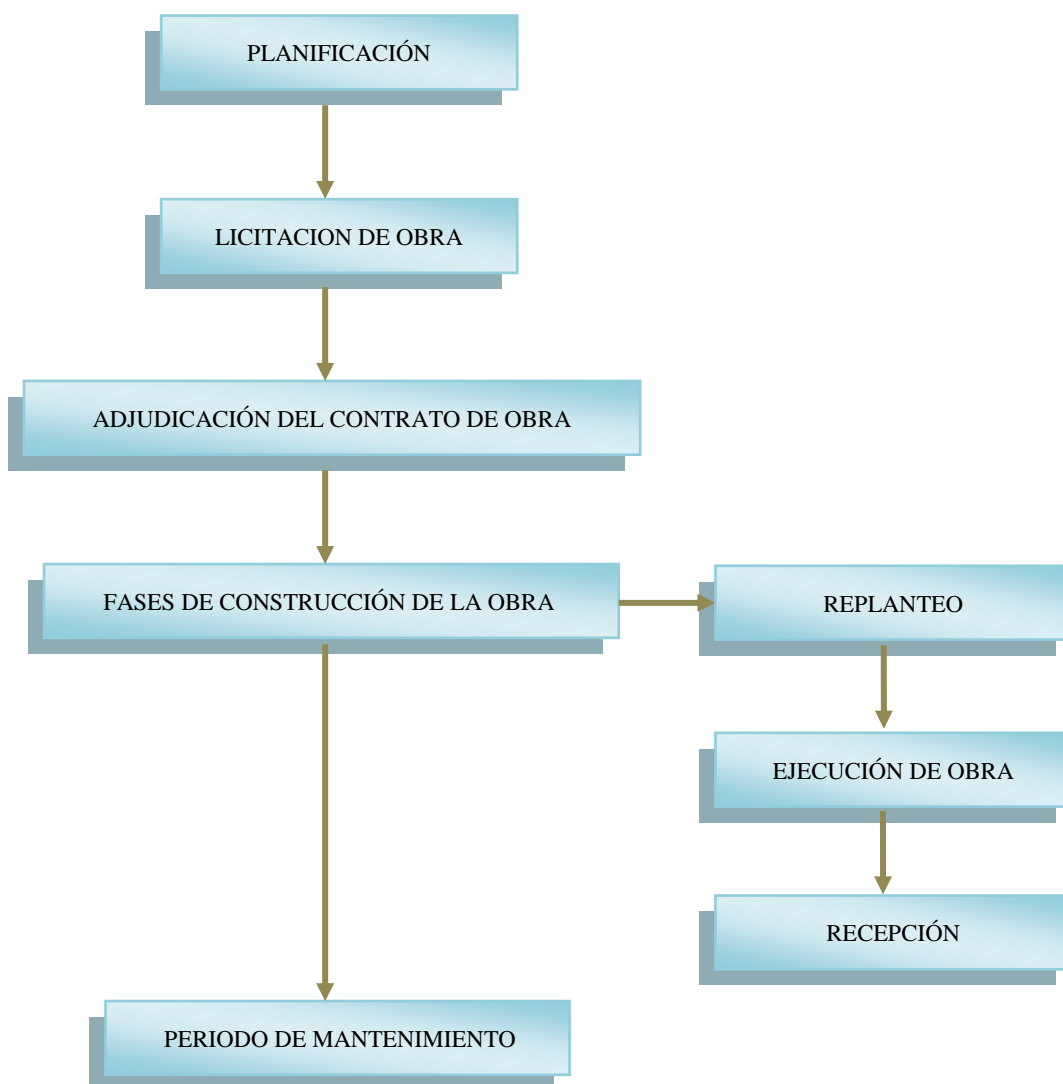 PLANIFICACIÓN
LICITACION DE OBRA
ADJUDICACIÓN DEL CONTRATO DE OBRA
FASES DE CONSTRUCCIÓN DE LA OBRA
REPLANTEO
EJECUCIÓN DE OBRA
RECEPCIÓN
PERIODO DE MANTENIMIENTO